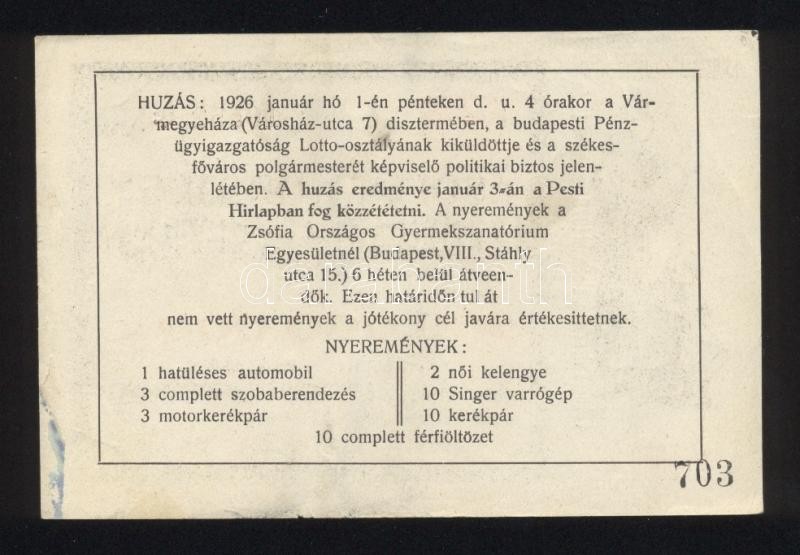 HUZÁS: 1926 január hó 1-én pénteken d. u. 4 órakor a Vár-
megyeháza (Városház-utca 7) disztermében, a budapesti Pénz-
ügyigazgatóság Lotto-osztályának kiküldöttje és a székes-
főváros polgármesterét képviselő politikai biztos jelen-
létében. A huzás eredménye január 3-án a Pesti
Hirlapban fog közzététetni. A nyeremények a
Zsófia Országos Gyermekszanatórium
Egyesületnél (Budapest, VIII., Stáhly
utca 15.) 6 héten belül átveen-
dők. Ezen határidőn tul át
nem vett nyeremények a jótékony cél javára értékesittetnek.
NYEREMÉNYEK:
1 hatüléses automobil
3 complett szobaberendezés
3 motorkerékpár
2 női kelengye
10 Singer varrógép
10 kerékpár
10 complett férfiöltözet
703